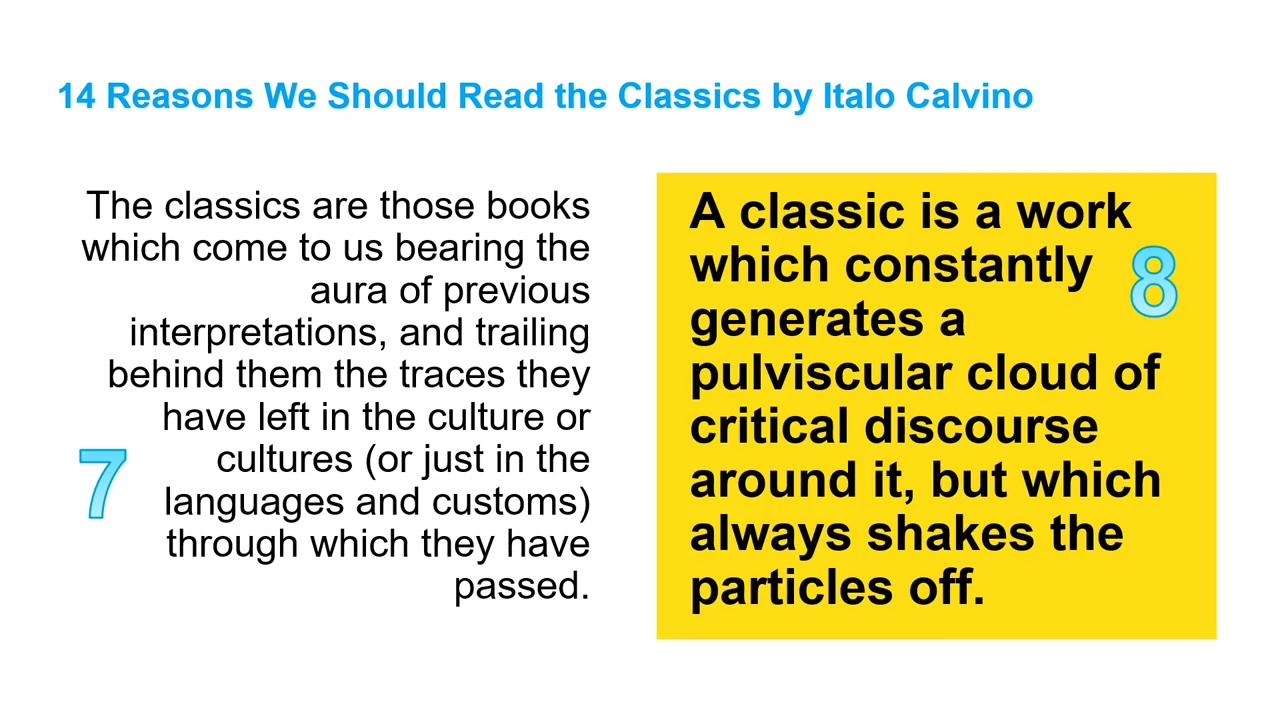 14 Reasons We Should Read the Classics by Italo Calvino
The classics are those books
which come to us bearing the
aura of previous
interpretations, and trailing
behind them the traces they
have left in the culture or
cultures (or just in the
languages and customs)
through which they have
passed.
7
A classic is a work
which constantly
generates a
pulviscular cloud of
critical discourse
around it, but which
always shakes the
particles off.
8